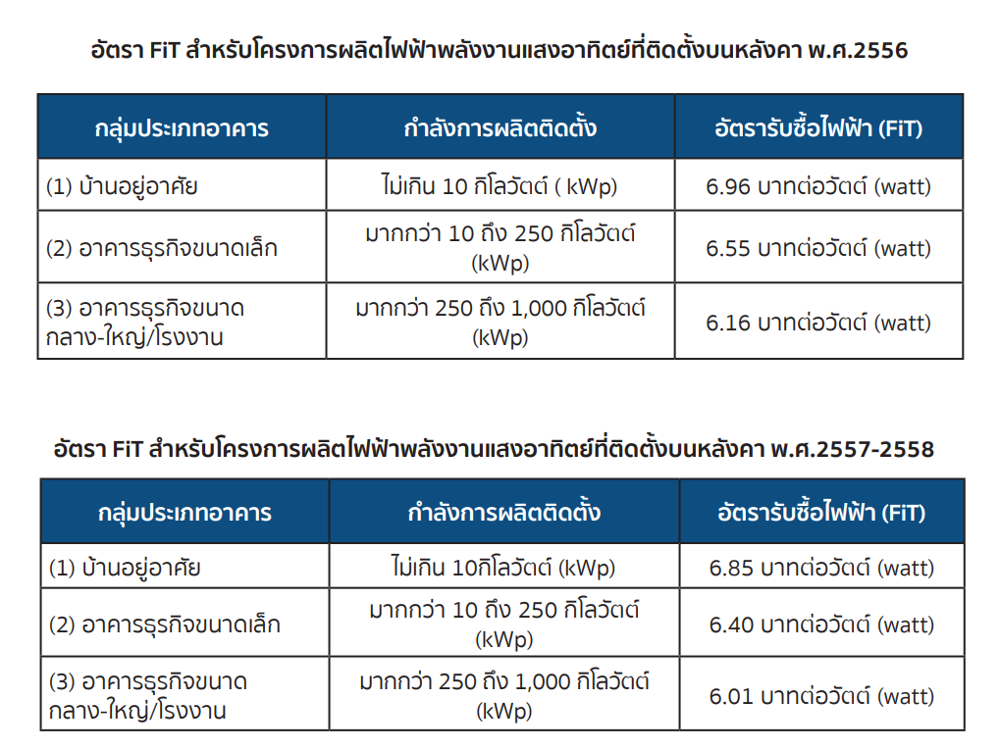 อัตรา FiT สำหรับโครงการผลิตไฟฟ้าพลังงานแสงอาทิตย์ที่ติดตั้งบนหลังคา พ.ศ.2556
กลุ่มประเภทอาคาร กำลังการผลิตติดตั้ง อัตรารับซื้อไฟฟ้า (FiT)
(1) บ้านอยู่อาศัย ไม่เกิน 10 กิโลวัตต์ ( kWp) 6.96 บาทต่อวัตต์ (watt)
(2) อาคารธุรกิจขนาดเล็ก มากกว่า 10 ถึง 250 กิโลวัตต์
(kWp) 6.55 บาทต่อวัตต์ (watt)
(3) อาคารธุรกิจขนาด
กลาง-ใหญ่/โรงงาน มากกว่า 250 ถึง 1,000 กิโลวัตต์
(kWp) 6.16 บาทต่อวัตต์ (watt)
อัตรา FiT สำหรับโครงการผลิตไฟฟ้าพลังงานแสงอาทิตย์ที่ติดตั้งบนหลังคา พ.ศ.2557-2558
กลุ่มประเภทอาคาร กำลังการผลิตติดตั้ง อัตรารับซื้อไฟฟ้า (FiT)
(1) บ้านอยู่อาศัย ไม่เกิน 10กิโลวัตต์ (kWp) 6.85 บาทต่อวัตต์ (watt)
(2) อาคารธุรกิจขนาดเล็ก มากกว่า 10 ถึง 250 กิโลวัตต์
(kWp) 6.40 บาทต่อวัตต์ (watt)
(3) อาคารธุรกิจขนาด
กลาง-ใหญ่/โรงงาน มากกว่า 250 ถึง 1,000 กิโลวัตต์
(kWp) 6.01 บาทต่อวัตต์ (watt)